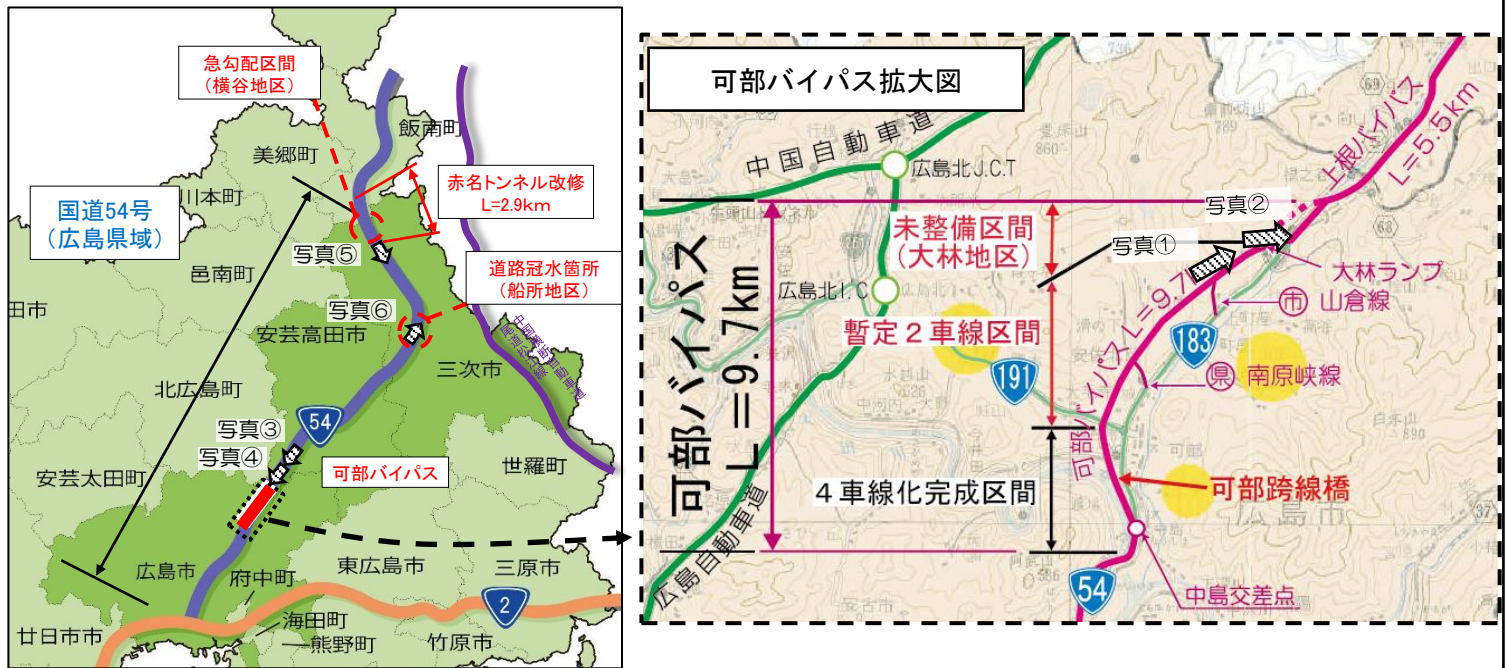 急勾配区間
(横谷地区)
飯南町
美郷町
川本町
国道54号
(広島県域)
赤名トンネル改修
L=2.9km
写真⑤
道路冠水箇所
(船所地区)
邑南町
写真⑥
田市
安芸高田市
三次市
北広島町
54
写真③
写真④
可部バイパス
世羅町
安芸太田町
広島市
府中町
東広島市
三原市
2
海田町
廿日市市
熊野町
竹原市
可部バイパス拡大図
中国自動車道
広島北J.C.T
上根バイパス
L=5.5km
写真②
写真①
未整備区間
(大林地区)
広島北I.C
大林ランプ
市 山倉線
可部バイパス
L=9.7km
暫定2車線区間
183
191
県 南原峡線
可部バイパス L=9.7
4車線化完成区間
可部跨線橋
広島市
広島自動車道
54
中島交差点